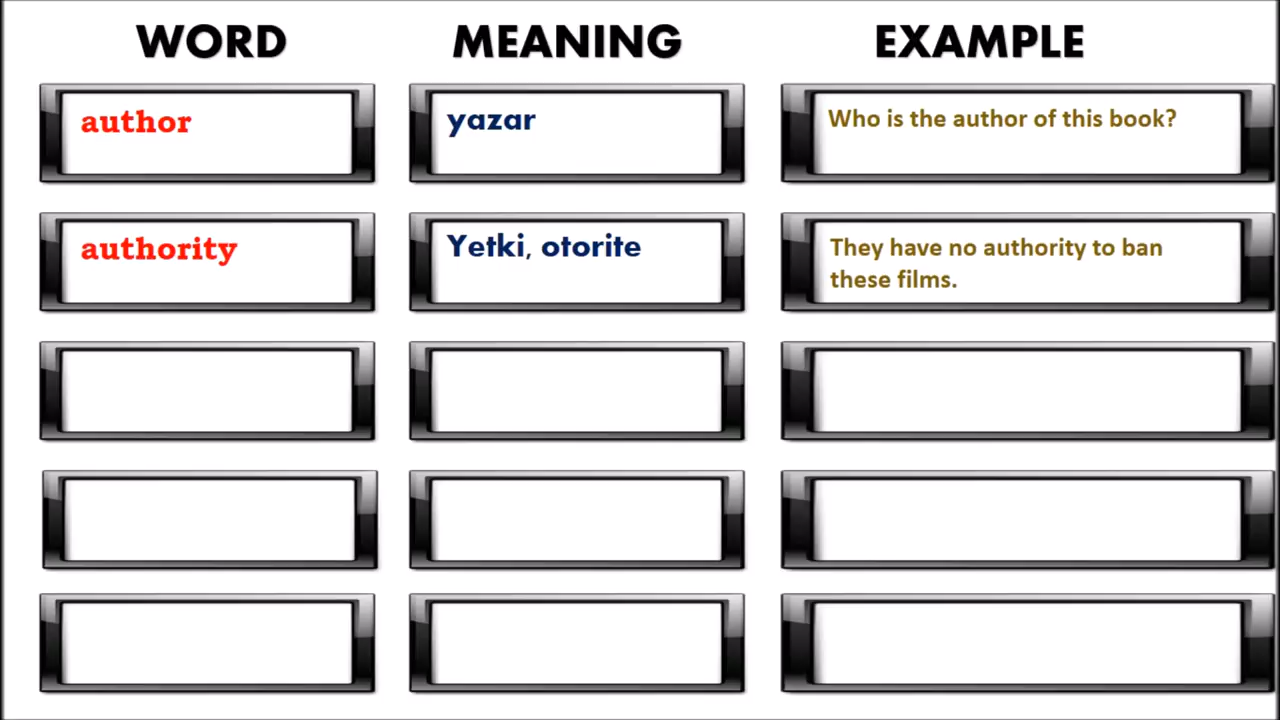 WORD MEANING EXAMPLE
author yazar Who is the author of this book?
authority Yetki, otorite They have no authority to ban
these films.